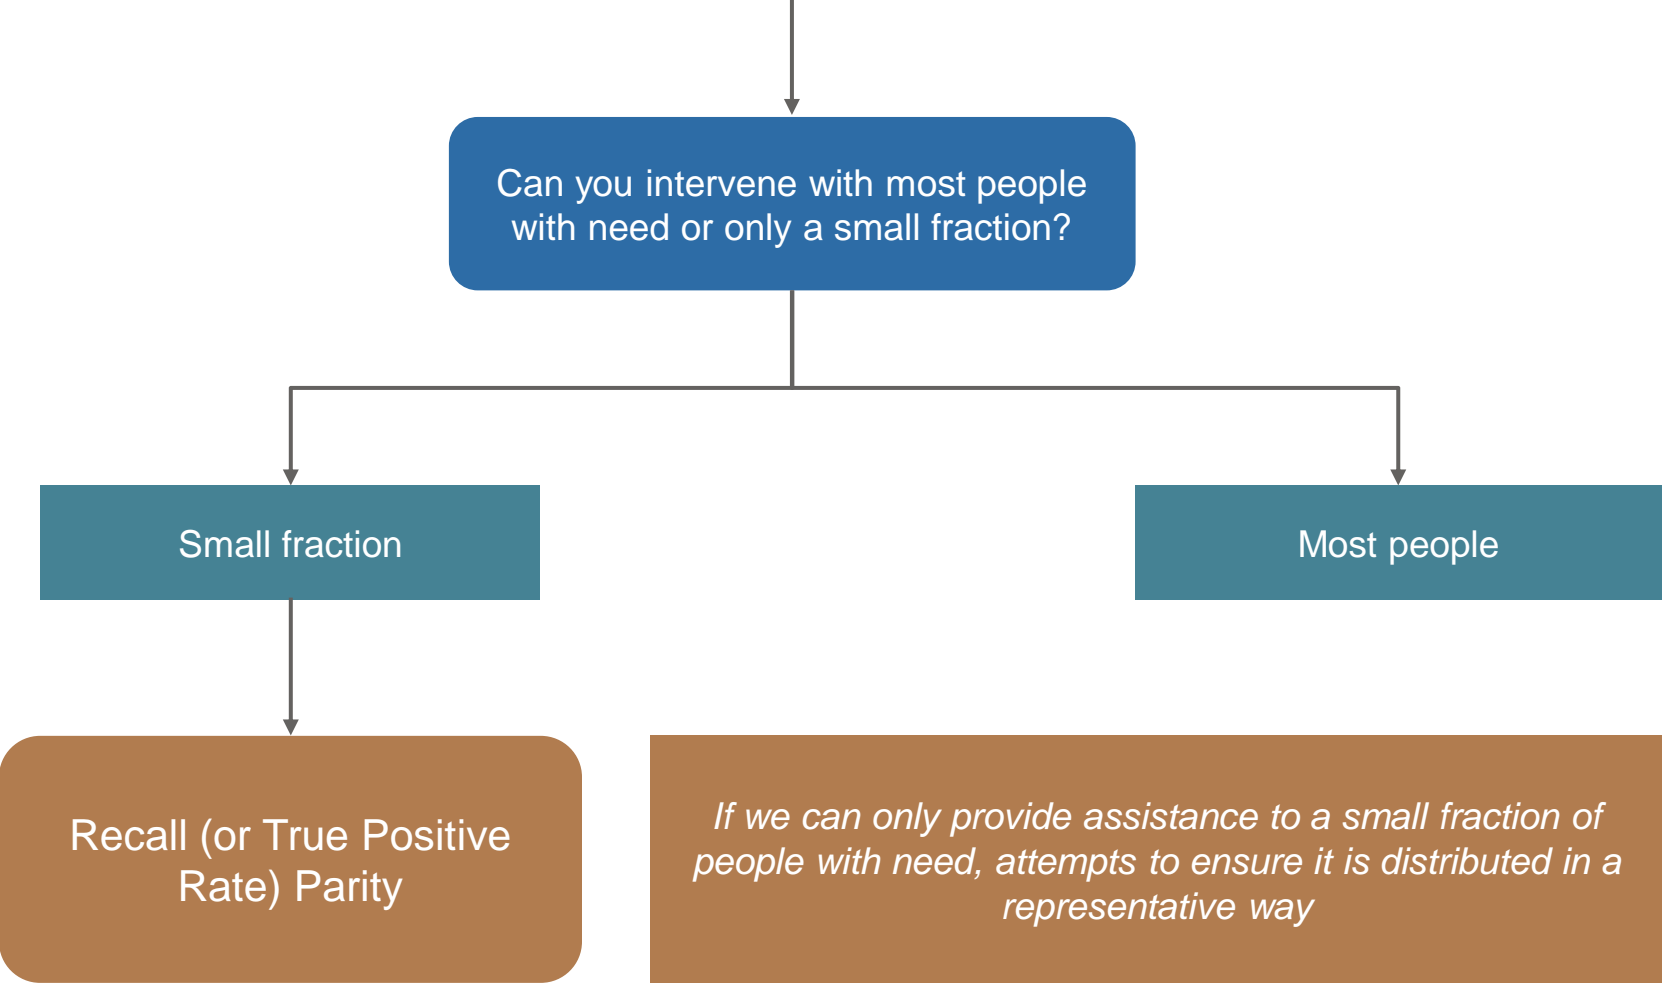 Can you intervene with most people
with need or only a small fraction?
Small fraction
Most people
Recall (or True Positive
Rate) Parity
If we can only provide assistance to a small fraction of
people with need, attempts to ensure it is distributed in a
representative way